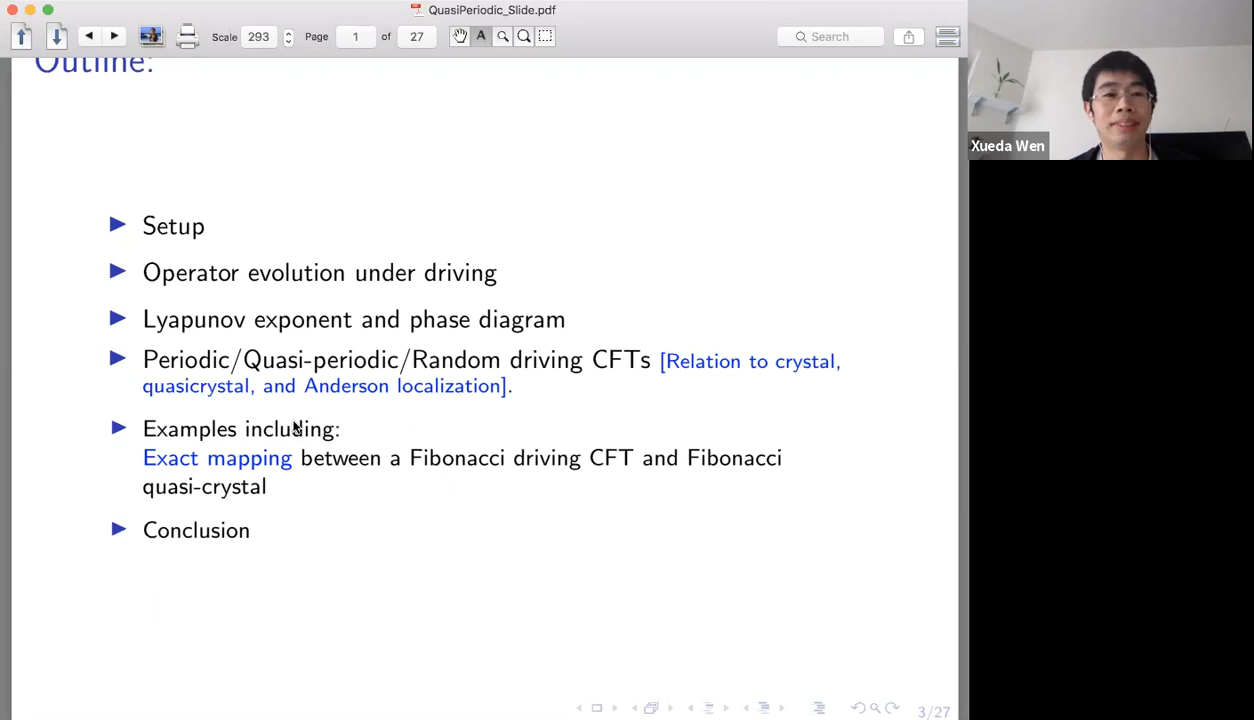 QuasiPeriodic_Slide.pdf
Scale 293 Page 1 of 27 A Search
Outline:
Xueda Wen
Setup
Operator evolution under driving
Lyapunov exponent and phase diagram
Periodic/Quasi-periodic/Random driving CFTs [Relation to crystal,
quasicrystal, and Anderson localization].
Examples including:
Exact mapping between a Fibonacci driving CFT and Fibonacci
quasi-crystal
Conclusion
3/27